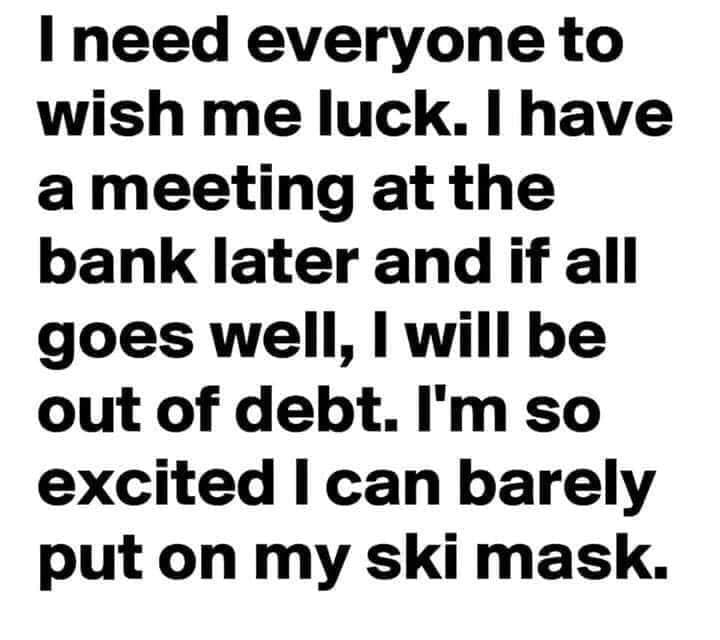 I need everyone to
wish me luck. I have
a meeting at the
bank later and if all
goes well, I will be
out of debt. I'm so
excited I can barely
put on my ski mask.